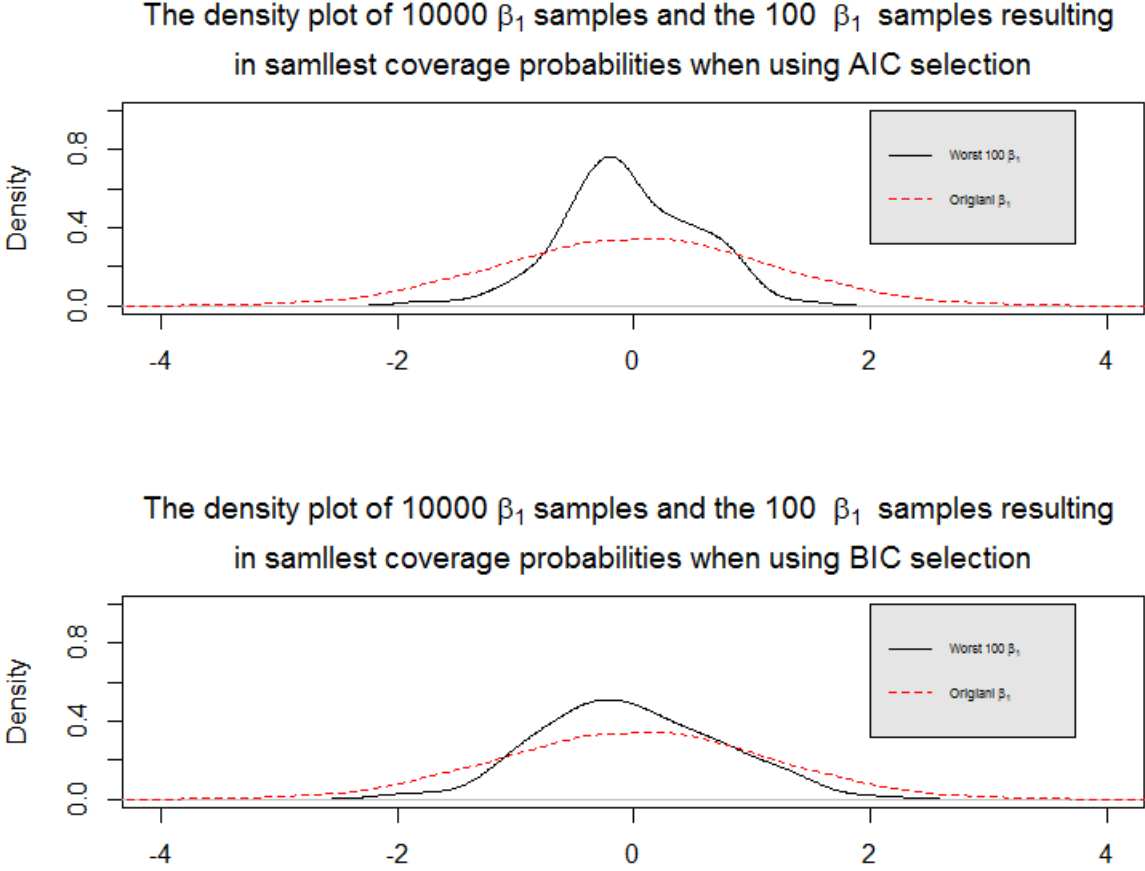 The density plot of 10000 β₁ samples and the 100 β₁ samples resulting
in samllest coverage probabilities when using AIC selection
Density
0.0 0.4 0.8
Worst 100 β₁
Origianl β₁
-4 -2 0 2 4
The density plot of 10000 β₁ samples and the 100 β₁ samples resulting
in samllest coverage probabilities when using BIC selection
Density
0.0 0.4 0.8
Worst 100 β₁
Origianl β₁
-4 -2 0 2 4